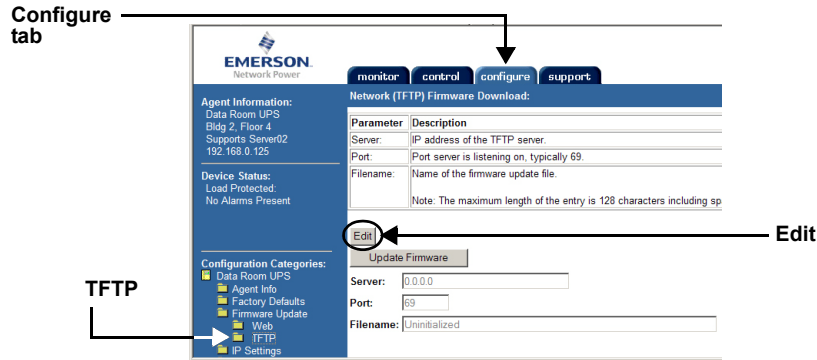 Configure
tab
EMERSON.
Network Power
monitor control configure support
Agent Information:
Data Room UPS
Bldg 2, Floor 4
Supports Server02
192.168.0.125
Device Status:
Load Protected:
No Alarms Present
Configuration Categories:
Data Room UPS
Agent Info
Factory Defaults
Firmware Update
Web
TFTP
IP Settings
TFTP
Network (TFTP) Firmware Download:
Parameter Description
Server: IP address of the TFTP server.
Port: Port server is listening on, typically 69.
Filename: Name of the firmware update file.
Note: The maximum length of the entry is 128 characters including sp
Edit
Edit
Update Firmware
Server: 0.0.0.0
Port: 69
Filename: Uninitialized